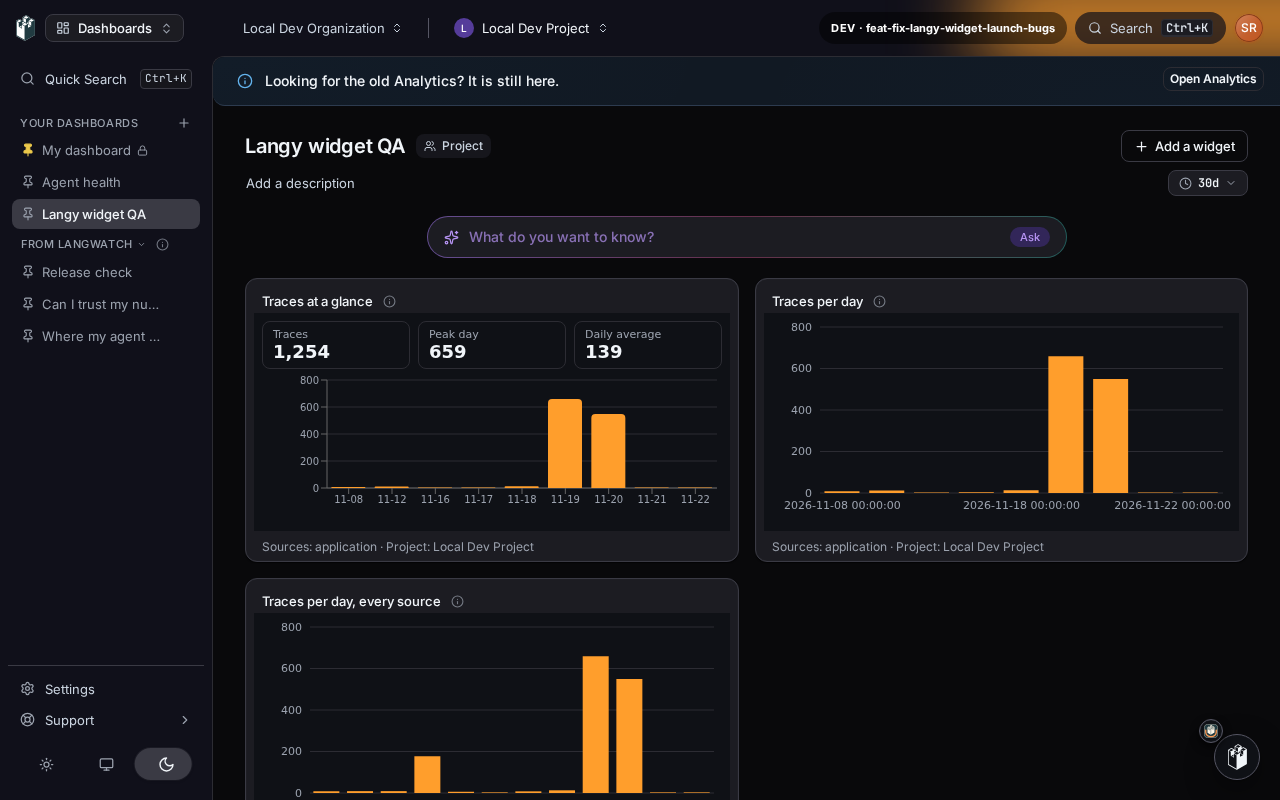 Dashboards
Local Dev Organization
L
Local Dev Project
DEV · feat-fix-langy-widget-launch-bugs
Search Ctrl+K
SR
Quick Search Ctrl+K
Looking for the old Analytics? It is still here.
Open Analytics
YOUR DASHBOARDS
My dashboard
Agent health
Langy widget QA
FROM LANGWATCH
Release check
Can I trust my nu...
Where my agent ...
Langy widget QA
Project
Add a widget
Add a description
30d
What do you want to know?
Ask
Traces at a glance
Traces
1,254
Peak day
659
Daily average
139
800
600
400
200
0
11-08 11-12 11-16 11-17 11-18 11-19 11-20 11-21 11-22
Sources: application · Project: Local Dev Project
Traces per day
800
600
400
200
0
2026-11-08 00:00:00 2026-11-18 00:00:00 2026-11-22 00:00:00
Sources: application · Project: Local Dev Project
Traces per day, every source
800
600
400
200
0
Settings
Support